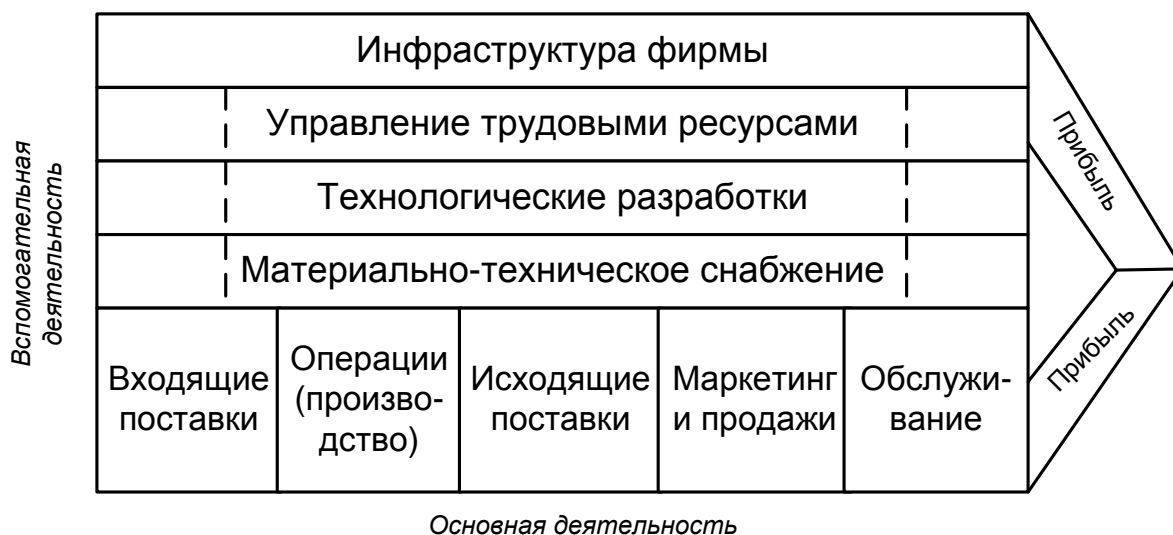 Инфраструктура фирмы
Управление трудовыми ресурсами
Технологические разработки
Материально-техническое снабжение
Вспомогательная
деятельность
Входящие
поставки
Операции
(произво-
дство)
Исходящие
поставки
Маркетинг
и продажи
Обслужи-
вание
Прибыль
Прибыль
Основная деятельность